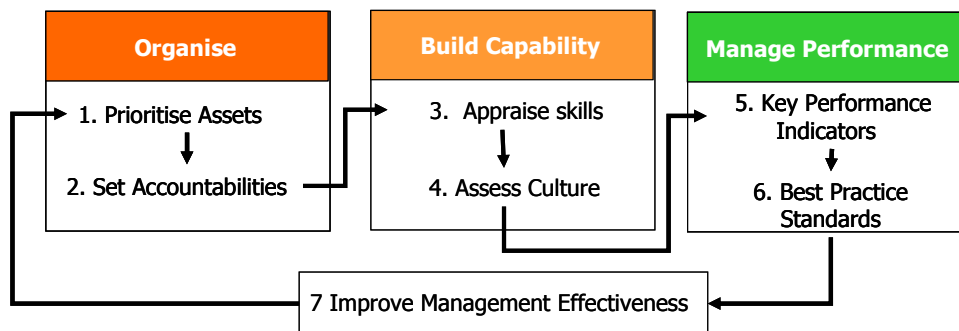 Organise
1. Prioritise Assets
2. Set Accountabilities
Build Capability
3. Appraise skills
4. Assess Culture
Manage Performance
5. Key Performance
Indicators
6. Best Practice
Standards
7 Improve Management Effectiveness